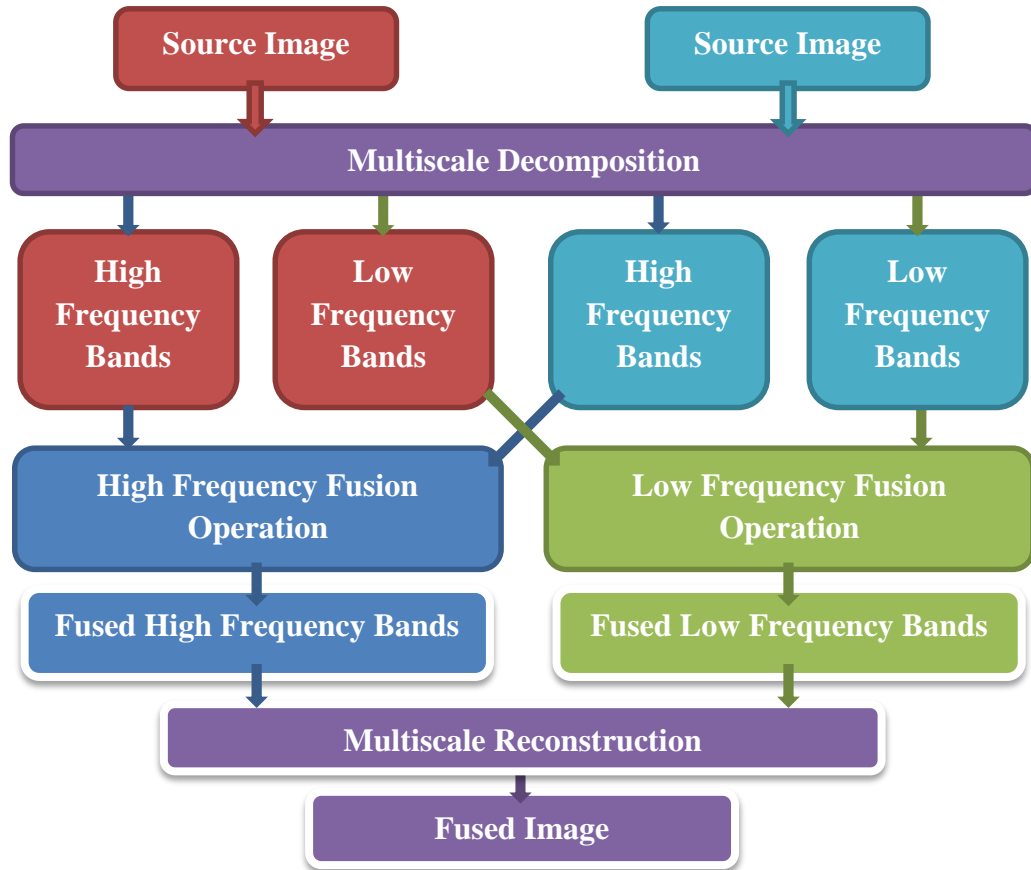 Source Image
Source Image
Multiscale Decomposition
High
Frequency
Bands
Low
Frequency
Bands
High
Frequency
Bands
Low
Frequency
Bands
High Frequency Fusion
Operation
Low Frequency Fusion
Operation
Fused High Frequency Bands
Fused Low Frequency Bands
Multiscale Reconstruction
Fused Image